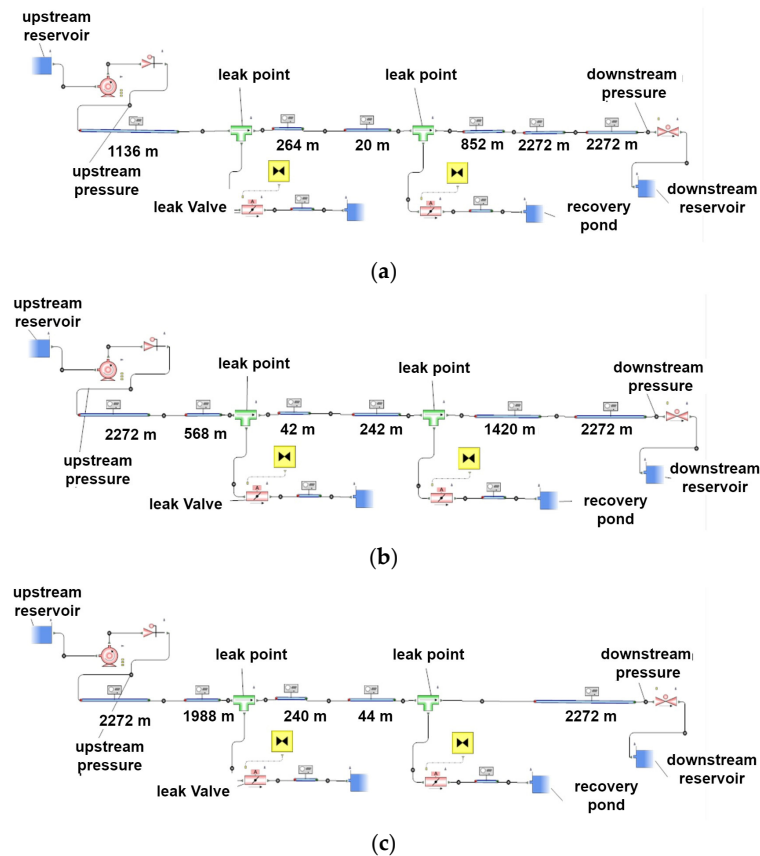 upstream
reservoir
leak point
leak point
downstream
pressure
1136 m
264 m
20 m
852 m
2272 m
2272 m
upstream
pressure
leak Valve
recovery
pond
downstream
reservoir
(a)
upstream
reservoir
leak point
leak point
downstream
pressure
2272 m
568 m
42 m
242 m
1420 m
2272 m
upstream
pressure
leak Valve
recovery
pond
downstream
reservoir
(b)
upstream
reservoir
leak point
leak point
downstream
pressure
2272 m
1988 m
240 m
44 m
2272 m
upstream
pressure
leak Valve
recovery
pond
downstream
reservoir
(c)